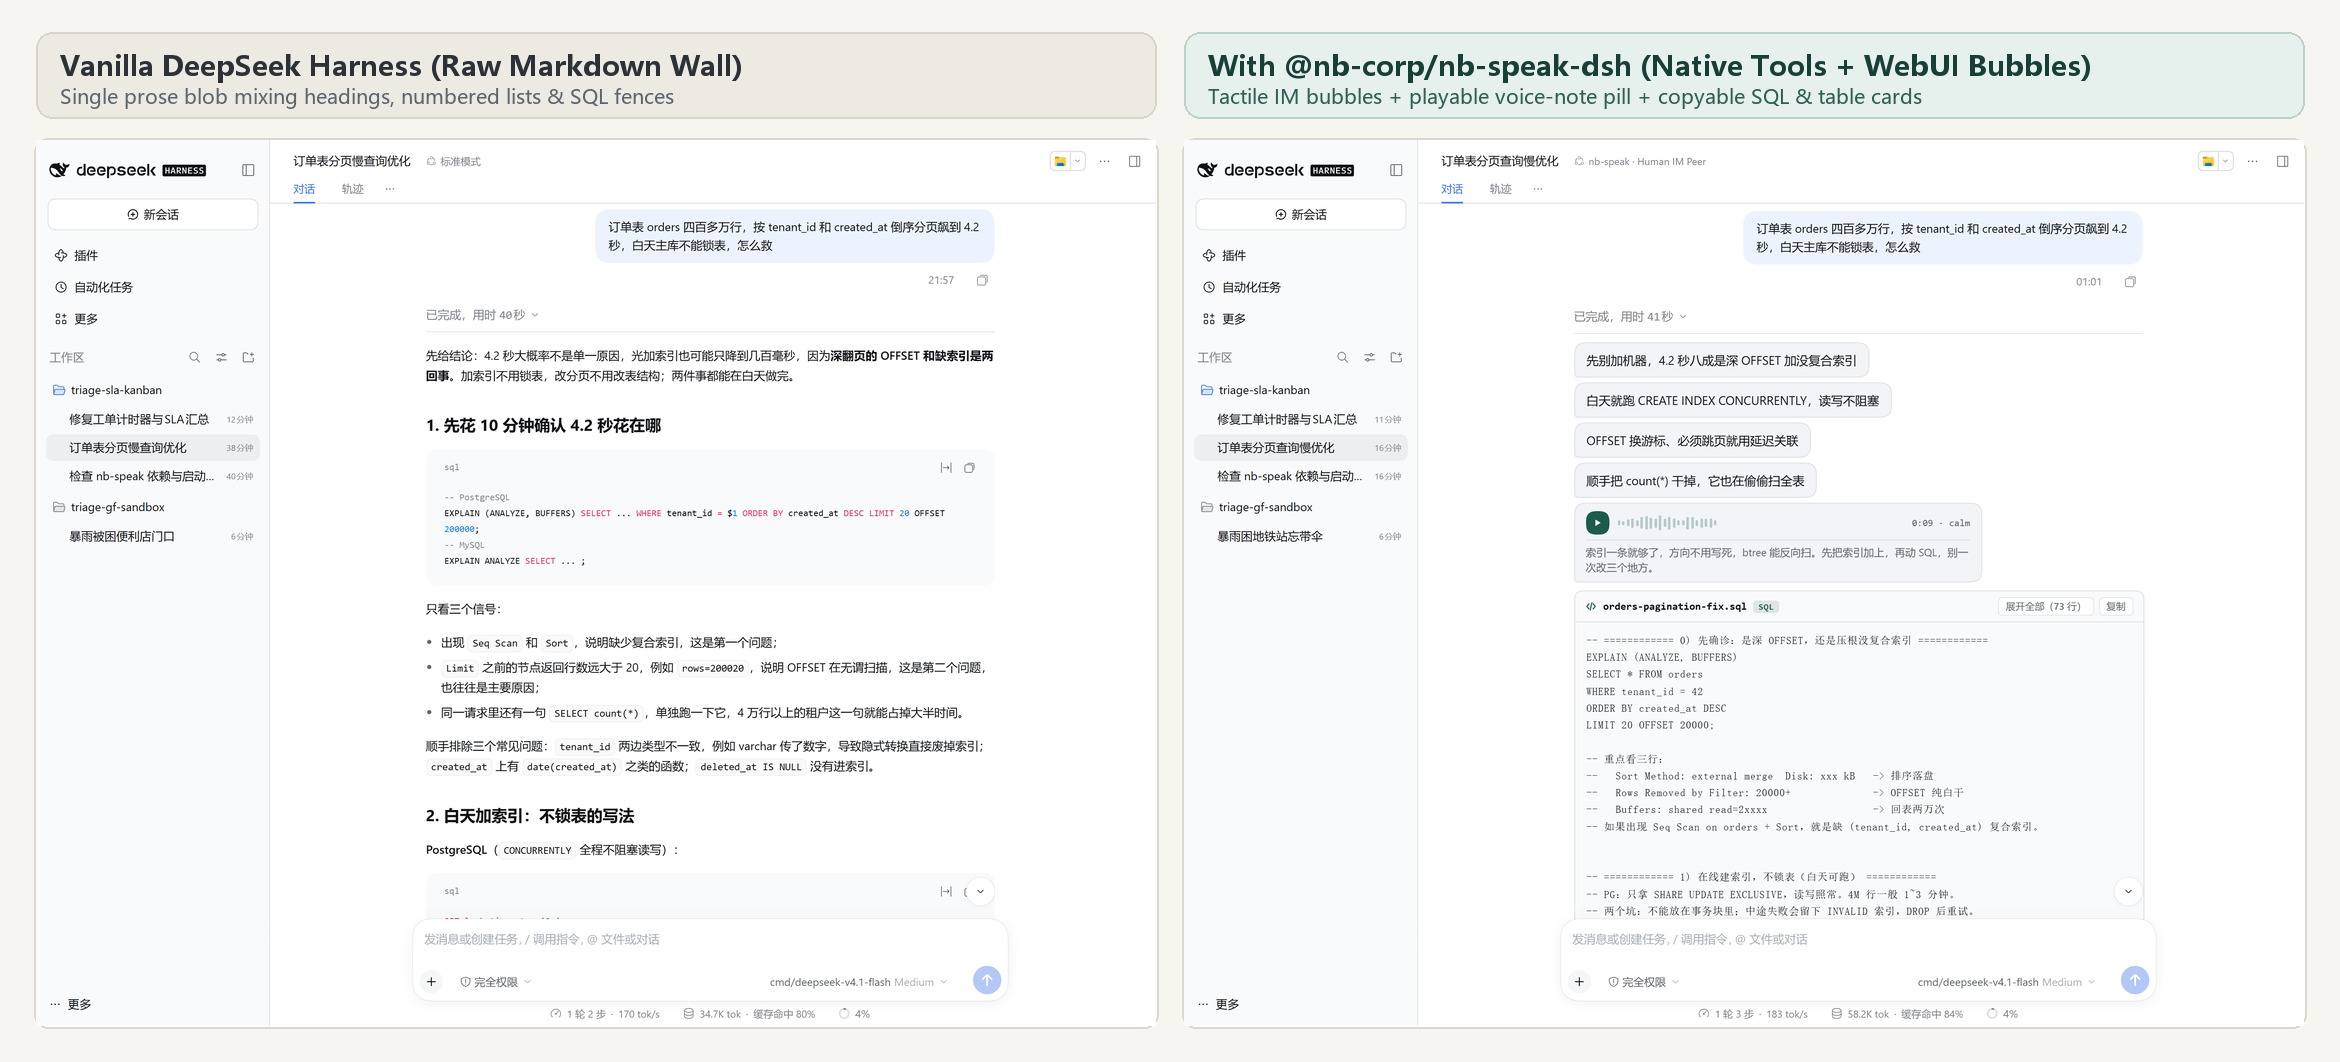 Vanilla DeepSeek Harness (Raw Markdown Wall)
Single prose blob mixing headings, numbered lists & SQL fences
deepseek HARNESS
新会话
插件
自动化任务
更多
工作区
triage-sla-kanban
修复工单计时器与SLA汇总 12分钟
订单表分页慢查询优化 38分钟
检查 nb-speak 依赖与启动... 40分钟
triage-gf-sandbox
暴雨被困便利店门口 6分钟
... 更多
订单表分页慢查询优化 标准模式
对话 轨迹 ...
订单表 orders 四百多万行，按 tenant_id 和 created_at 倒序分页飙到 4.2
秒，白天主库不能锁表，怎么救
21:57
已完成，用时 40秒
先给结论：4.2 秒大概率不是单一原因，光加索引也可能只降到几百毫秒，因为深翻页的 OFFSET 和缺索引是两
回事。加索引不用锁表，改分页不用改表结构；两件事都能在白天做完。
1. 先花 10 分钟确认 4.2 秒花在哪
sql
-- PostgreSQL
EXPLAIN (ANALYZE, BUFFERS) SELECT ... WHERE tenant_id = $1 ORDER BY created_at DESC LIMIT 20 OFFSET
200000;
-- MySQL
EXPLAIN ANALYZE SELECT ... ;
只看三个信号：
• 出现 Seq Scan 和 Sort，说明缺少复合索引，这是第一个问题；
• Limit 之前的节点返回行数远大于 20，例如 rows=200020，说明 OFFSET 在无谓扫描，这是第二个问题，
也往往是主要原因；
• 同一请求里还有一句 SELECT count(*)，单独跑一下它，4 万行以上的租户这一句就能占掉大半时间。
顺手排除三个常见问题：tenant_id 两边类型不一致，例如 varchar 传了数字，导致隐式转换直接废掉索引；
created_at 上有 date(created_at) 之类的函数；deleted_at IS NULL 没有进索引。
2. 白天加索引：不锁表的写法
PostgreSQL（CONCURRENTLY 全程不阻塞读写）：
sql
发消息或创建任务, / 调用指令, @ 文件或对话
完全权限 cmd/deepseek-v4.1-flash Medium
1 轮 2 步 · 170 tok/s 34.7K tok · 缓存命中 80% 4%
With @nb-corp/nb-speak-dsh (Native Tools + WebUI Bubbles)
Tactile IM bubbles + playable voice-note pill + copyable SQL & table cards
deepseek HARNESS
新会话
插件
自动化任务
更多
工作区
triage-sla-kanban
修复工单计时器与SLA汇总 11分钟
订单表分页查询慢优化 16分钟
检查 nb-speak 依赖与启动... 16分钟
triage-gf-sandbox
暴雨困地铁站忘带伞 6分钟
... 更多
订单表分页查询慢优化 nb-speak · Human IM Peer
对话 轨迹 ...
订单表 orders 四百多万行，按 tenant_id 和 created_at 倒序分页飙到 4.2
秒，白天主库不能锁表，怎么救
01:01
已完成，用时 41秒
先别加机器，4.2 秒八成是深 OFFSET 加没复合索引
白天就跑 CREATE INDEX CONCURRENTLY，读写不阻塞
OFFSET 换游标、必须跳页就用延迟关联
顺手把 count(*) 干掉，它也在偷偷扫全表
0:09 · calm
索引一条就够了，方向不用写死，btree 能反向扫。先把索引加上，再动 SQL，别一
次改三个地方。
orders-pagination-fix.sql SQL 展开全部（73 行） 复制
-- ============ 0) 先确诊：是深 OFFSET，还是压根没复合索引 ============
EXPLAIN (ANALYZE, BUFFERS)
SELECT * FROM orders
WHERE tenant_id = 42
ORDER BY created_at DESC
LIMIT 20 OFFSET 20000;
-- 重点看三行：
-- Sort Method: external merge Disk: xxx kB -> 排序落盘
-- Rows Removed by Filter: 20000+ -> OFFSET 纯白干
-- Buffers: shared read=2xxxx -> 回表两万次
-- 如果出现 Seq Scan on orders + Sort，就是缺 (tenant_id, created_at) 复合索引。
-- ============ 1) 在线建索引，不锁表（白天可跑） ============
-- PG：只拿 SHARE UPDATE EXCLUSIVE，读写照常。4M 行一般 1~3 分钟。
-- 两个坑：不能放在事务块里；中途失败会留下 INVALID 索引，DROP 后重试。
发消息或创建任务, / 调用指令, @ 文件或对话
完全权限 cmd/deepseek-v4.1-flash Medium
1 轮 3 步 · 183 tok/s 58.2K tok · 缓存命中 84% 4%